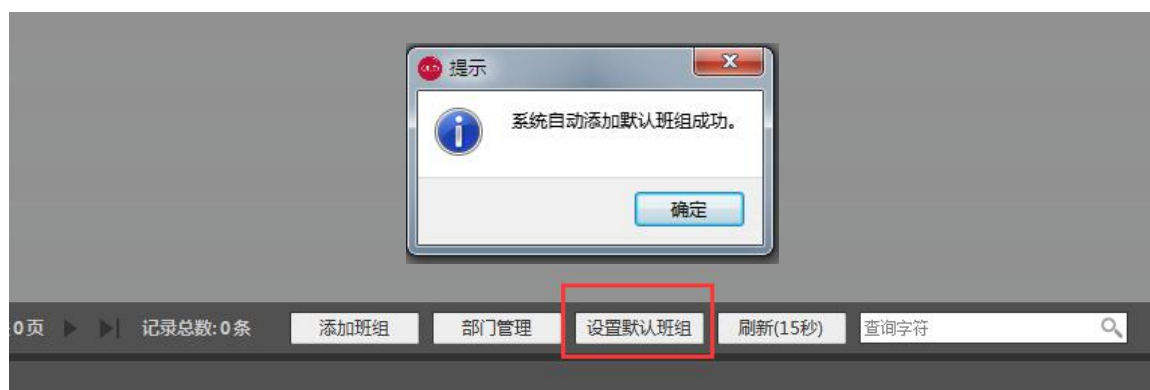 提示
系统自动添加默认班组成功。
确定
:0页 记录总数:0条 添加班组 部门管理 设置默认班组 刷新(15秒) 查询字符